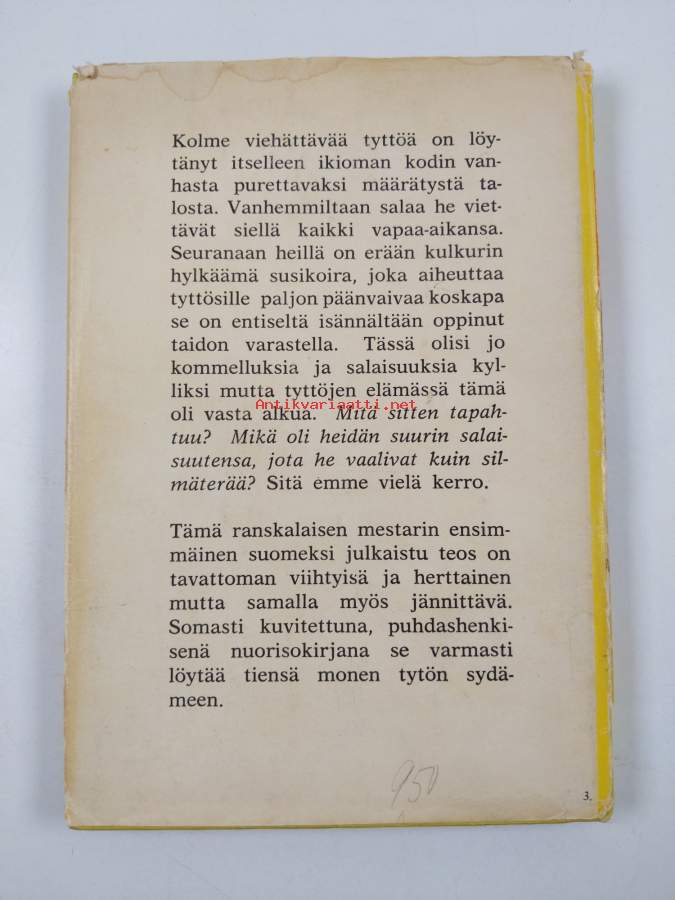 Kolme viehättävää tyttöä on löy-
tänyt itselleen ikioman kodin van-
hasta purettavaksi määrätystä ta-
losta. Vanhemmiltaan salaa he viet-
tävät siellä kaikki vapaa-aikansa.
Seuranaan heillä on erään kulkurin
hylkäämä susikoira, joka aiheuttaa
tyttösille paljon päänvaivaa koskapa
se on entiseltä isännältään oppinut
taidon varastella. Tässä olisi jo
kommelluksia ja salaisuuksia kyl-
liksi mutta tyttöjen elämässä tämä
Antikvariaatti.net
oli vasta alkua. Mitä sitten tapah-
tuu? Mikä oli heidän suurin salai-
suutensa, jota he vaalivat kuin sil-
mäterää? Sitä emme vielä kerro.
Tämä ranskalaisen mestarin ensim-
mäinen suomeksi julkaistu teos on
tavattoman viihtyisä ja herttainen
mutta samalla myös jännittävä.
Somasti kuvitettuna, puhdashenki-
senä nuorisokirjana se varmasti
löytää tiensä monen tytön sydä-
meen.
950
3.